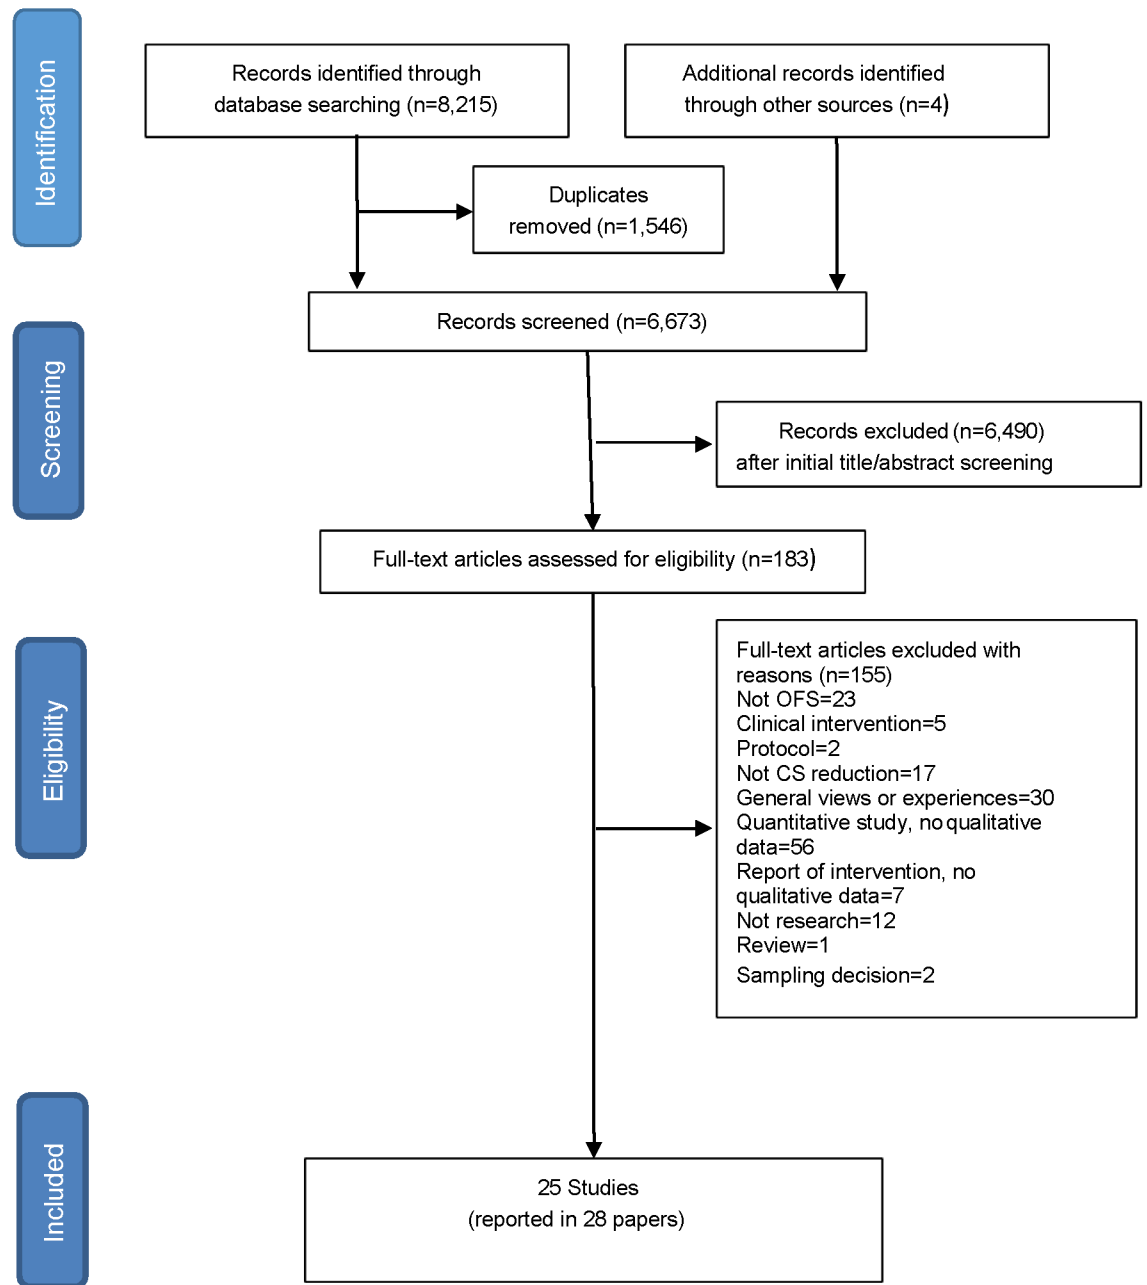 Identification
Records identified through
database searching (n=8,215)
Additional records identified
through other sources (n=4)
Duplicates
removed (n=1,546)
Screening
Records screened (n=6,673)
Records excluded (n=6,490)
after initial title/abstract screening
Full-text articles assessed for eligibility (n=183)
Eligibility
Full-text articles excluded with
reasons (n=155)
Not OFS=23
Clinical intervention=5
Protocol=2
Not CS reduction=17
General views or experiences=30
Quantitative study, no qualitative
data=56
Report of intervention, no
qualitative data=7
Not research=12
Review=1
Sampling decision=2
Included
25 Studies
(reported in 28 papers)